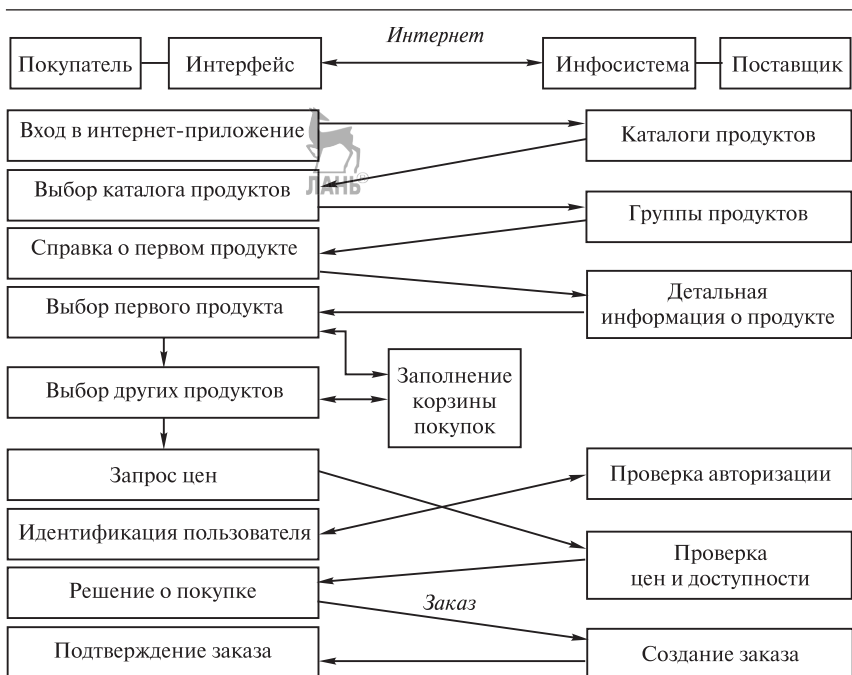 Интернет
Покупатель
Интерфейс
Инфосистема
Поставщик
Вход в интернет-приложение
Каталоги продуктов
ЛАНЬ®
Выбор каталога продуктов
Группы продуктов
Справка о первом продукте
Детальная
информация о продукте
Выбор первого продукта
Заполнение
корзины
покупок
Выбор других продуктов
Запрос цен
Проверка авторизации
Идентификация пользователя
Проверка
цен и доступности
Решение о покупке
Заказ
Подтверждение заказа
Создание заказа